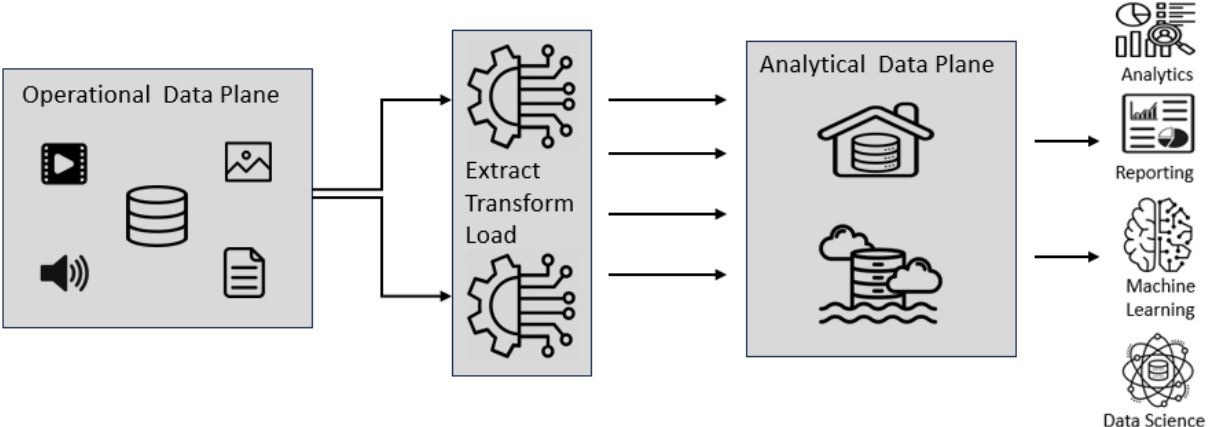 Operational Data Plane
Extract
Transform
Load
Analytical Data Plane
Analytics
Reporting
Machine
Learning
Data Science